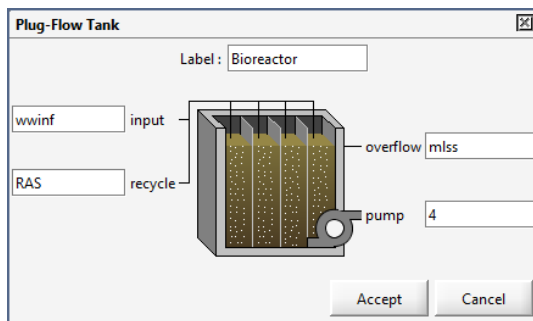 Plug-Flow Tank
Label : Bioreactor
wwinf input
overflow mlss
RAS recycle
pump 4
Accept Cancel